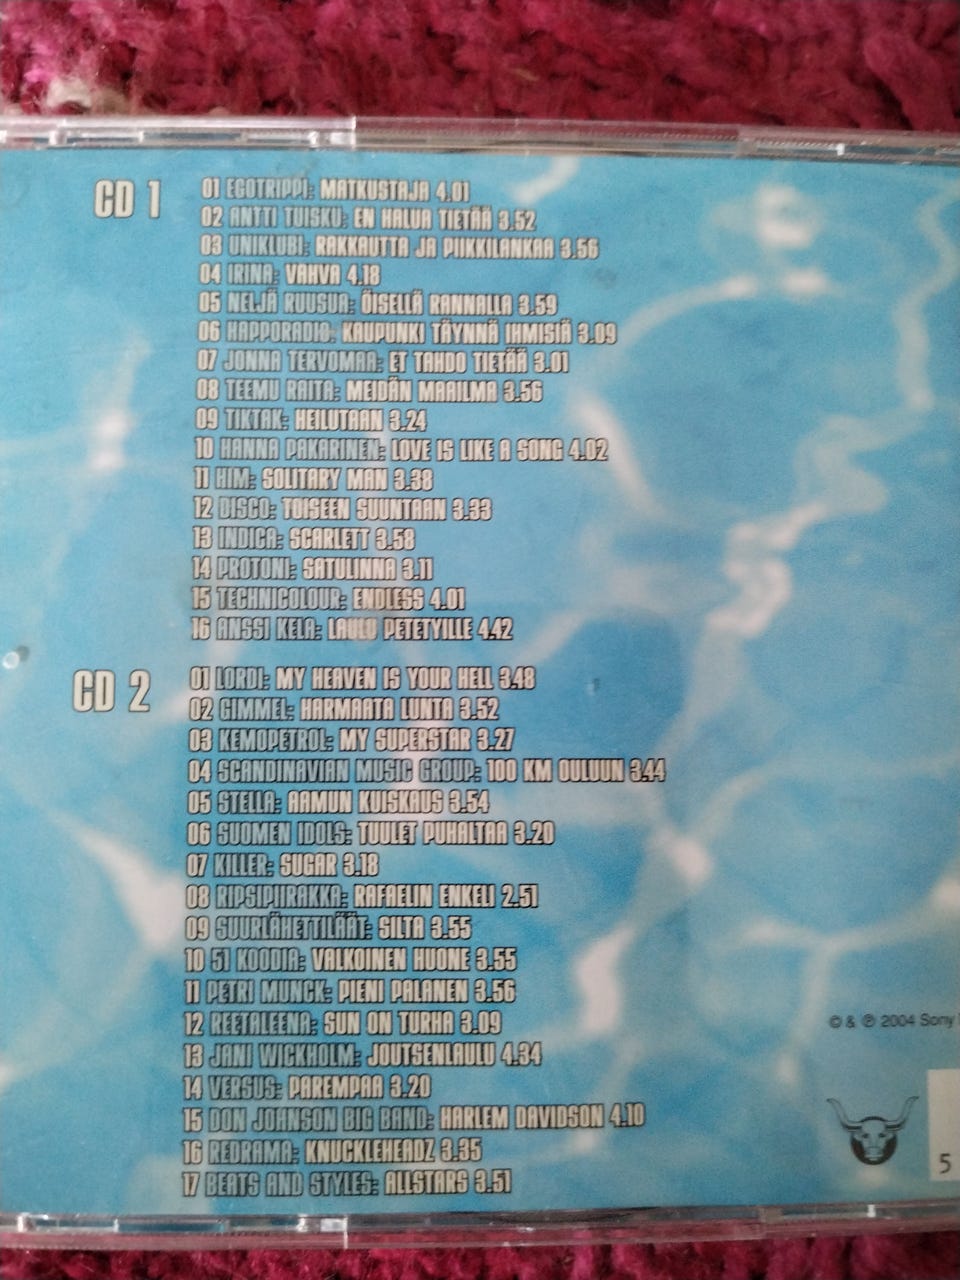 CD 1
01 EGOTRIPPI: MATKUSTAJA 4.01
02 ANTTI TUISKU: EN HALUA TIETÄÄ 3.52
03 UNIKLUBI: RAKKAUTTA JA PIIKKILANKAA 3.56
04 IRINA: VAHVA 4.18
05 NELJÄ RUUSUA: ÖISELLÄ RANNALLA 3.59
06 HAPPORADIO: KAUPUNKI TÄYNNÄ IHMISIÄ 3.09
07 JONNA TERVOMAA: ET TAHDO TIETÄÄ 3.01
08 TEEMU RAITA: MEIDÄN MAAILMA 3.56
09 TIKTAK: HEILUTAAN 3.24
10 HANNA PAKARINEN: LOVE IS LIKE A SONG 4.02
11 HIM: SOLITARY MAN 3.38
12 DISCO: TOISEEN SUUNTAAN 3.33
13 INDICA: SCARLETT 3.58
14 PROTONI: SATULINNA 3.11
15 TECHNICOLOUR: ENDLESS 4.01
16 ANSSI KELA: LAULU PETETYILLE 4.42
CD 2
01 LORDI: MY HEAVEN IS YOUR HELL 3.48
02 GIMMEL: HARMAATA LUNTA 3.52
03 KEMOPETROL: MY SUPERSTAR 3.27
04 SCANDINAVIAN MUSIC GROUP: 100 KM OULUUN 3.44
05 STELLA: AAMUN KUISKAUS 3.54
06 SUOMEN IDOLS: TUULET PUHALTAA 3.20
07 KILLER: SUGAR 3.18
08 KIPSIPIIRAKKA: RAFAELIN ENKELI 2.51
09 SUURLÄHETTILÄÄT: SILTA 3.55
10 51 KOODIA: VALKOINEN HUONE 3.55
11 PETRI MUNCK: PIENI PALANEN 3.56
12 REETALEENA: SUN ON TURHA 3.09
13 JANI WICKHOLM: JOUTSENLAULU 4.34
14 VERSUS: PAREMPAA 3.20
15 DON JOHNSON BIG BAND: HARLEM DAVIDSON 4.10
16 REDRAMA: KNUCKLEHEADZ 3.35
17 BEATS AND STYLES: ALLSTARS 3.51
© & ℗ 2004 Sony
5